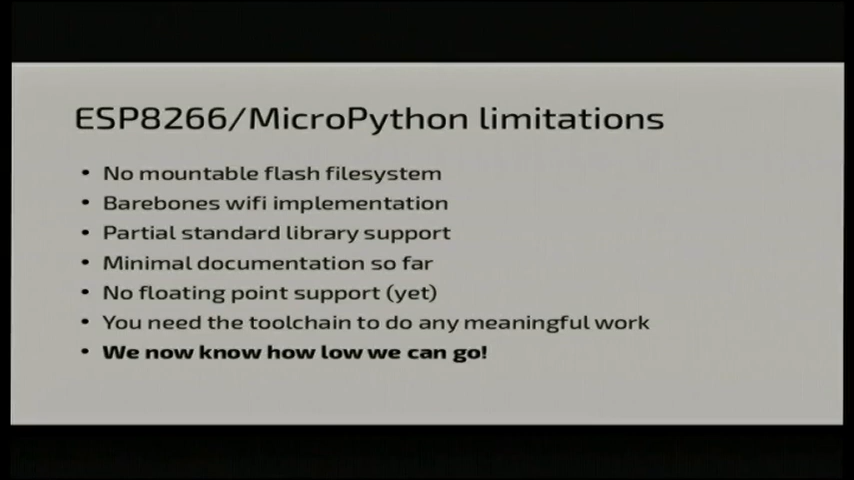 ESP8266/MicroPython limitations
• No mountable flash filesystem
• Barebones wifi implementation
• Partial standard library support
• Minimal documentation so far
• No floating point support (yet)
• You need the toolchain to do any meaningful work
• We now know how low we can go!